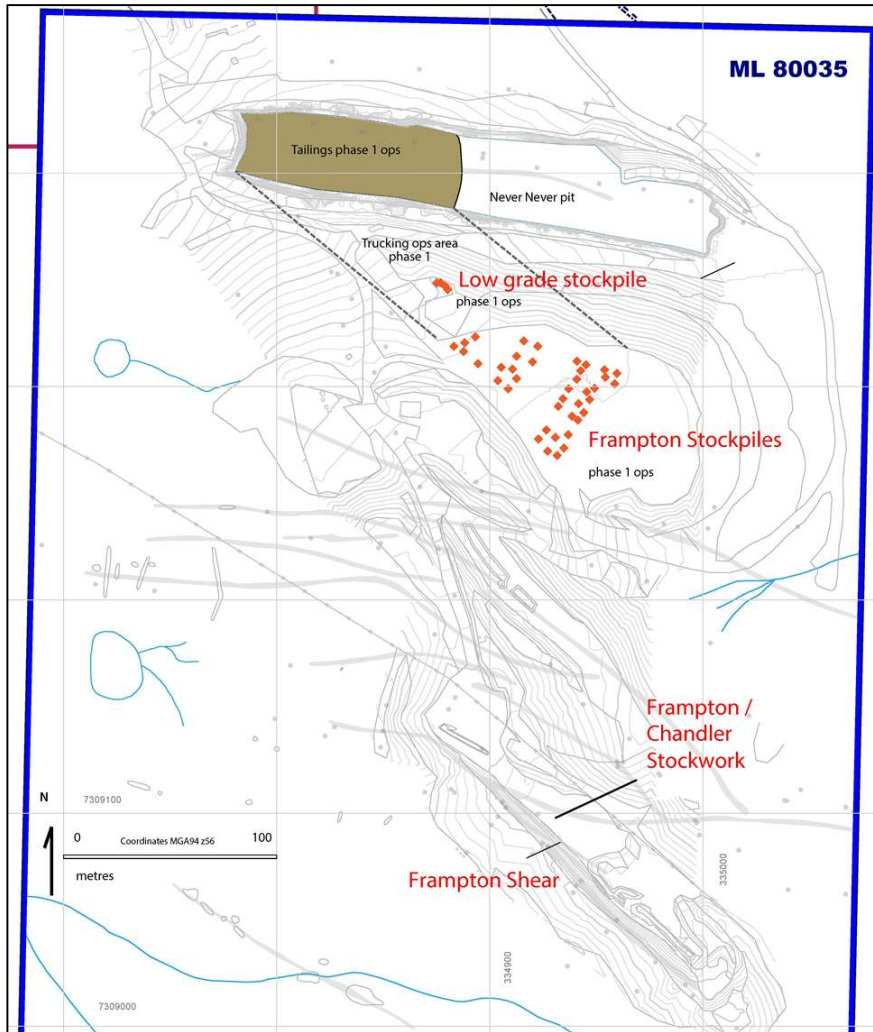 ML 80035
Tailings phase 1 ops
Never Never pit
Trucking ops area
phase 1
Low grade stockpile
phase 1 ops
Frampton Stockpiles
phase 1 ops
Frampton /
Chandler
Stockwork
N
7309100
0
Coordinates MGA94 z56
100
metres
Frampton Shear
335000
334900
7309000